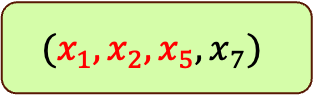 (x₁, x₂, x₅, x₇)